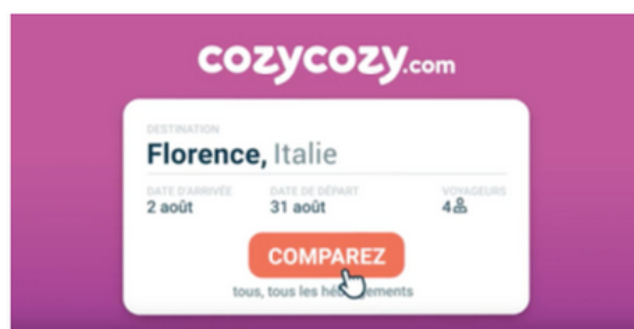 cozycozy.com
DESTINATION
Florence, Italie
DATE D'ARRIVÉE DATE DE DÉPART VOYAGEURS
2 août 31 août 4
COMPAREZ
tous, tous les